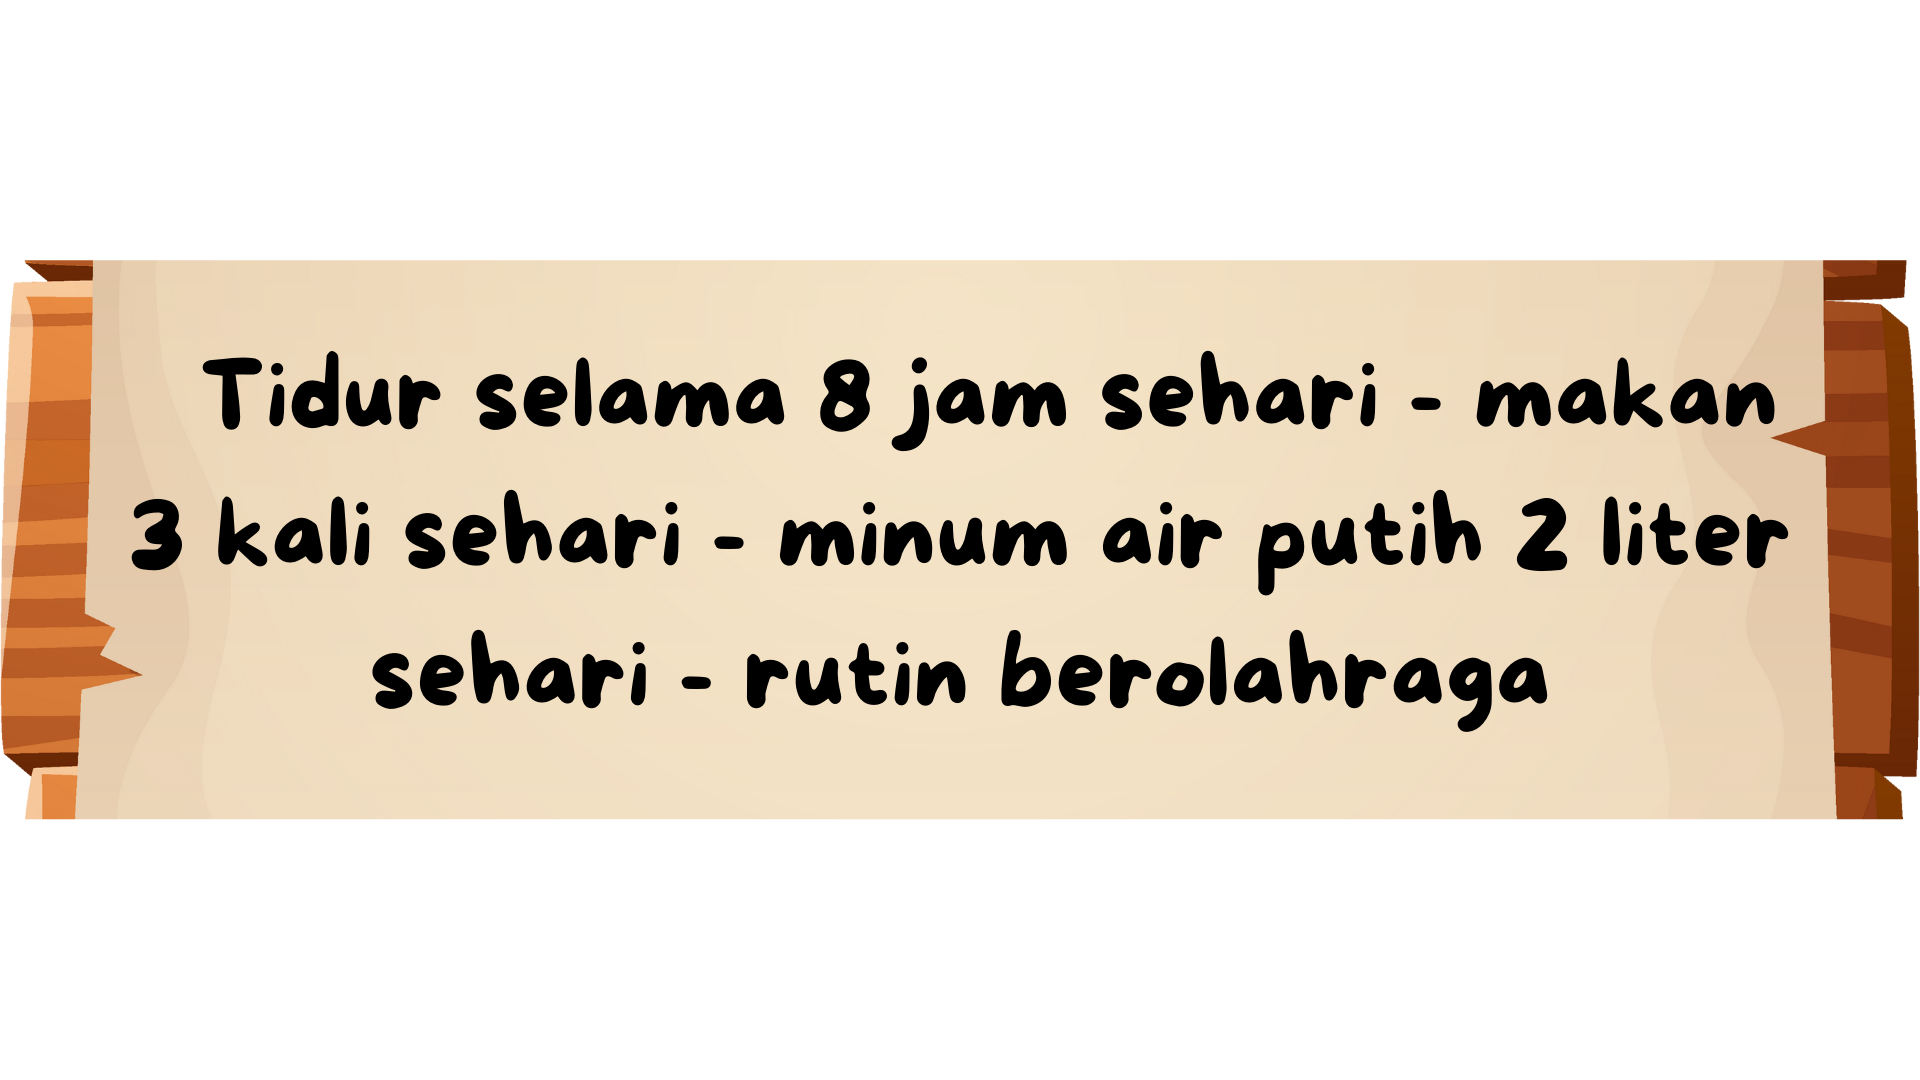 Tidur selama 8 jam sehari - makan
3 kali sehari - minum air putih 2 liter
sehari - rutin berolahraga